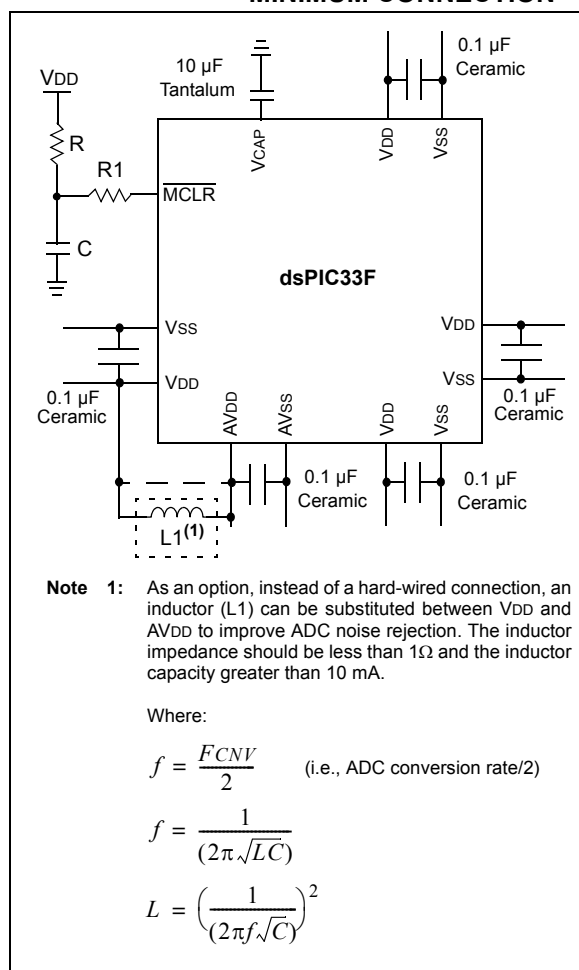 10 µF
Tantalum
0.1 µF
Ceramic
VDD
R
R1
MCLR
C
VCAP
VDD
VSS
dsPIC33F
VSS
VDD
0.1 µF
Ceramic
VDD
VSS
0.1 µF
Ceramic
AVDD
AVSS
VDD
VSS
0.1 µF
Ceramic
0.1 µF
Ceramic
L1(1)
Note 1: As an option, instead of a hard-wired connection, an
inductor (L1) can be substituted between VDD and
AVDD to improve ADC noise rejection. The inductor
impedance should be less than 1Ω and the inductor
capacity greater than 10 mA.
Where:
f = FCNV / 2 (i.e., ADC conversion rate/2)
f = 1 / (2π√LC)
L = (1 / (2πf√C))²